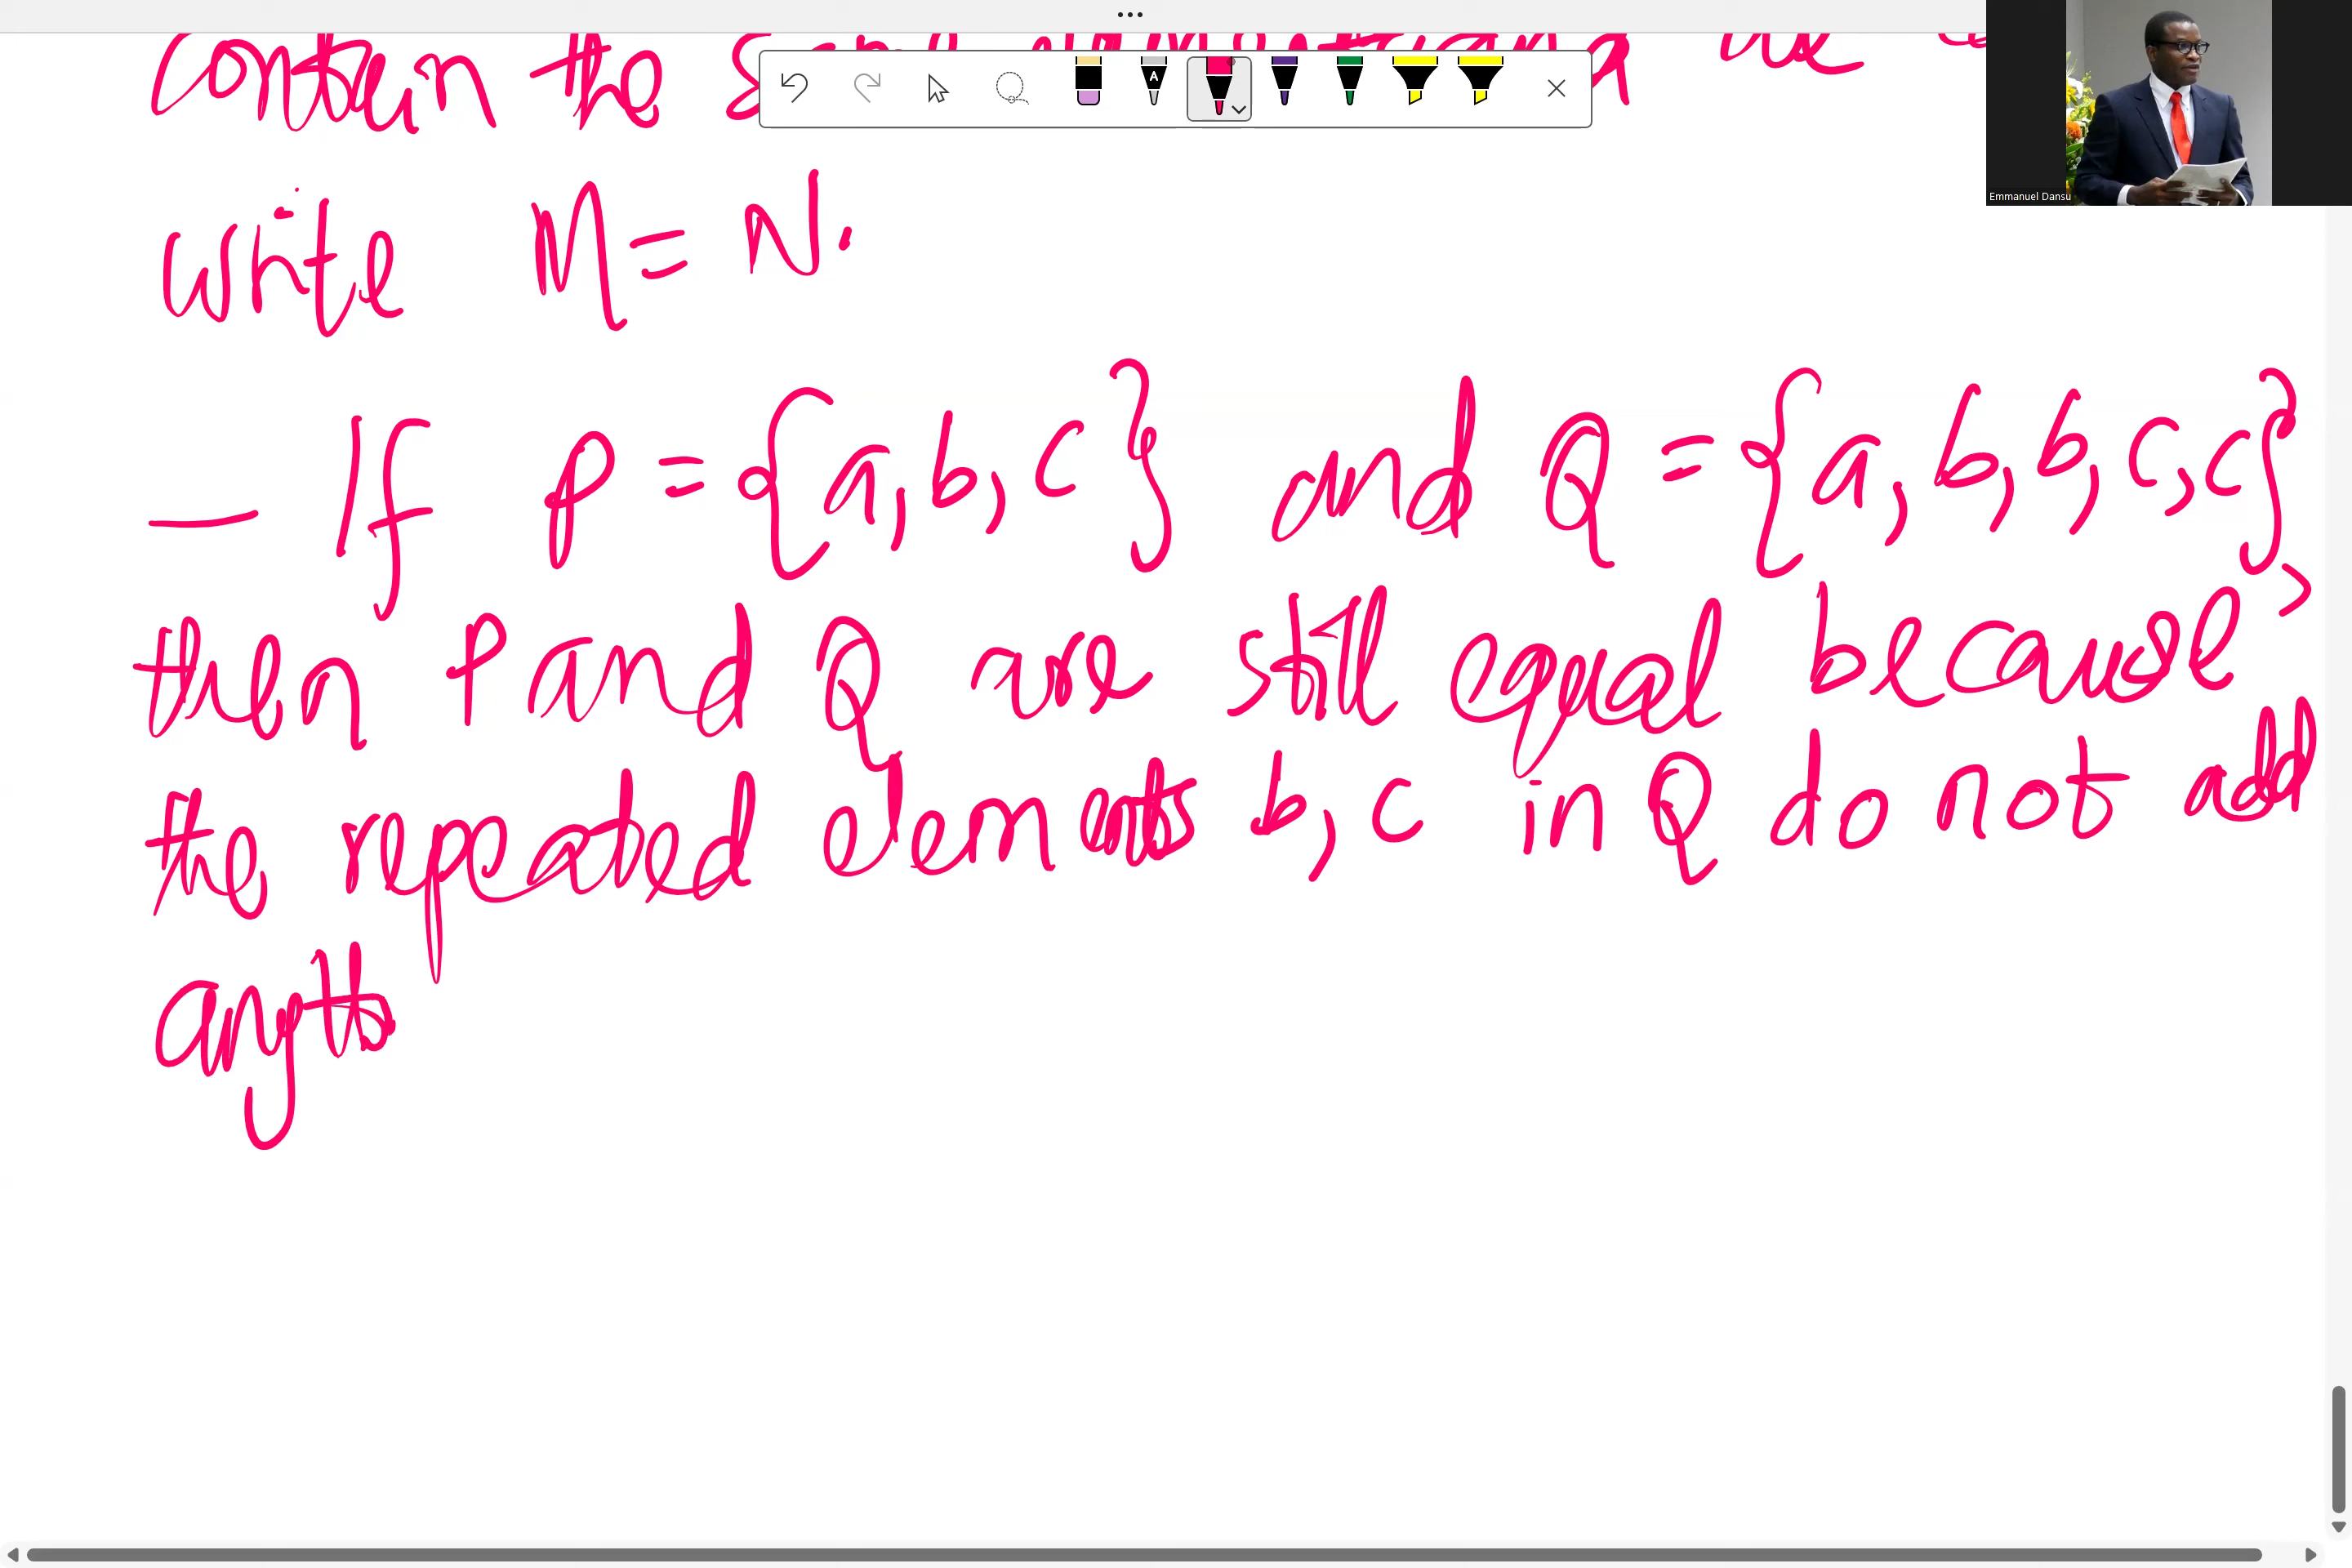 contain the
Emmanuel Dansu
write M = N.
— If P = {a, b, c} and Q = {a, b, b, c, c},
then P and Q are still equal because
the repeated elements b, c in Q do not add
anyth